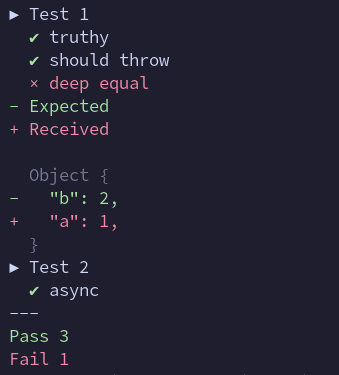 ▶ Test 1
  ✔ truthy
  ✔ should throw
  × deep equal
- Expected
+ Received

  Object {
-   "b": 2,
+   "a": 1,
  }
▶ Test 2
  ✔ async
---
Pass 3
Fail 1